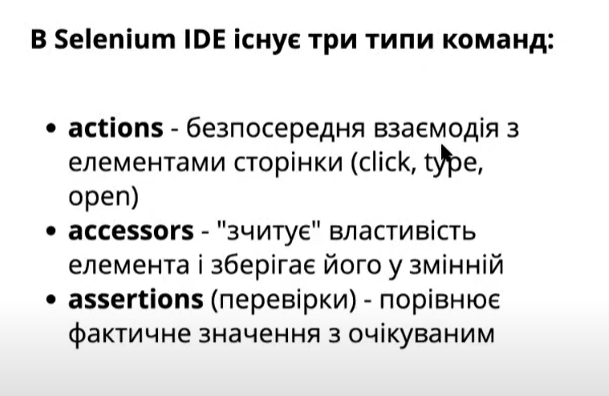 В Selenium IDE існує три типи команд:
• actions - безпосередня взаємодія з
елементами сторінки (click, type,
open)
• accessors - "зчитує" властивість
елемента і зберігає його у змінній
• assertions (перевірки) - порівнює
фактичне значення з очікуваним